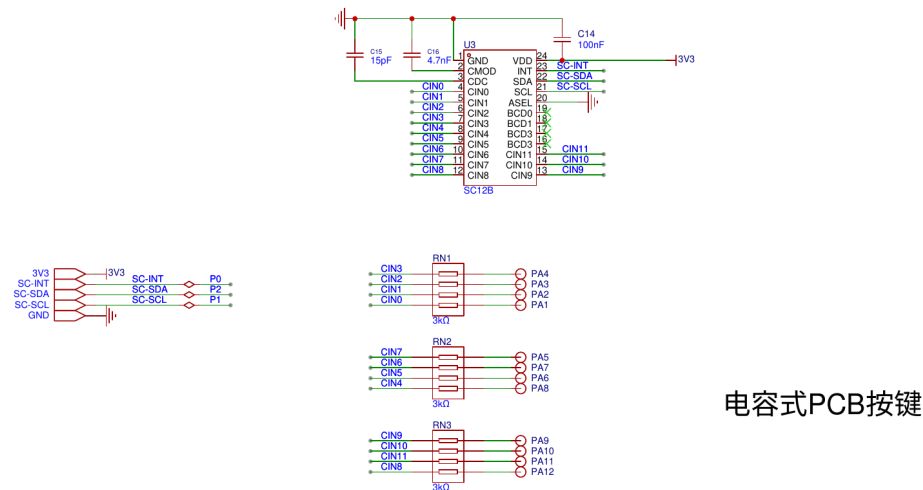 C14
100nF
C15
15pF
C16
4.7nF
U3
3V3
1 GND VDD 24
2 CMOD INT 23 SC-INT
3 CDC SDA 22 SC-SDA
CIN0 4 CIN0 SCL 21 SC-SCL
CIN1 5 CIN1 ASEL 20
CIN2 6 CIN2 BCD0 19
CIN3 7 CIN3 BCD1 18
CIN4 8 CIN4 BCD3 17
CIN5 9 CIN5 BCD3 16
CIN6 10 CIN6 CIN11 15 CIN11
CIN7 11 CIN7 CIN10 14 CIN10
CIN8 12 CIN8 CIN9 13 CIN9
SC12B
3V3 3V3
SC-INT SC-INT P0
SC-SDA SC-SDA P2
SC-SCL SC-SCL P1
GND
RN1
CIN3 PA4
CIN2 PA3
CIN1 PA2
CIN0 PA1
3kΩ
RN2
CIN7 PA5
CIN6 PA7
CIN5 PA6
CIN4 PA8
3kΩ
RN3
CIN9 PA9
CIN10 PA10
CIN11 PA11
CIN8 PA12
3kΩ
电容式PCB按键